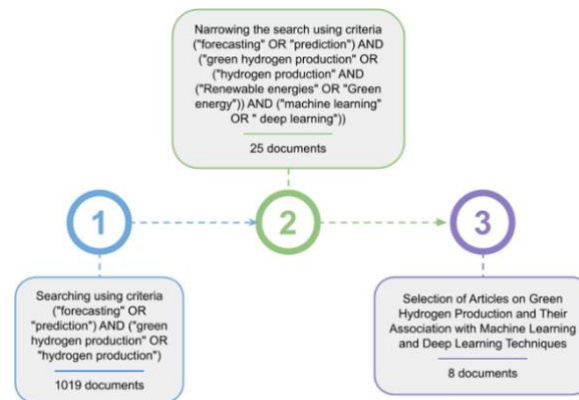 Narrowing the search using criteria
("forecasting" OR "prediction") AND
("green hydrogen production" OR
("hydrogen production" AND
("Renewable energies" OR "Green
energy")) AND ("machine learning"
OR " deep learning"))
25 documents
1
2
3
Searching using criteria
("forecasting" OR
"prediction") AND ("green
hydrogen production" OR
"hydrogen production")
1019 documents
Selection of Articles on Green
Hydrogen Production and Their
Association with Machine Learning
and Deep Learning Techniques
8 documents